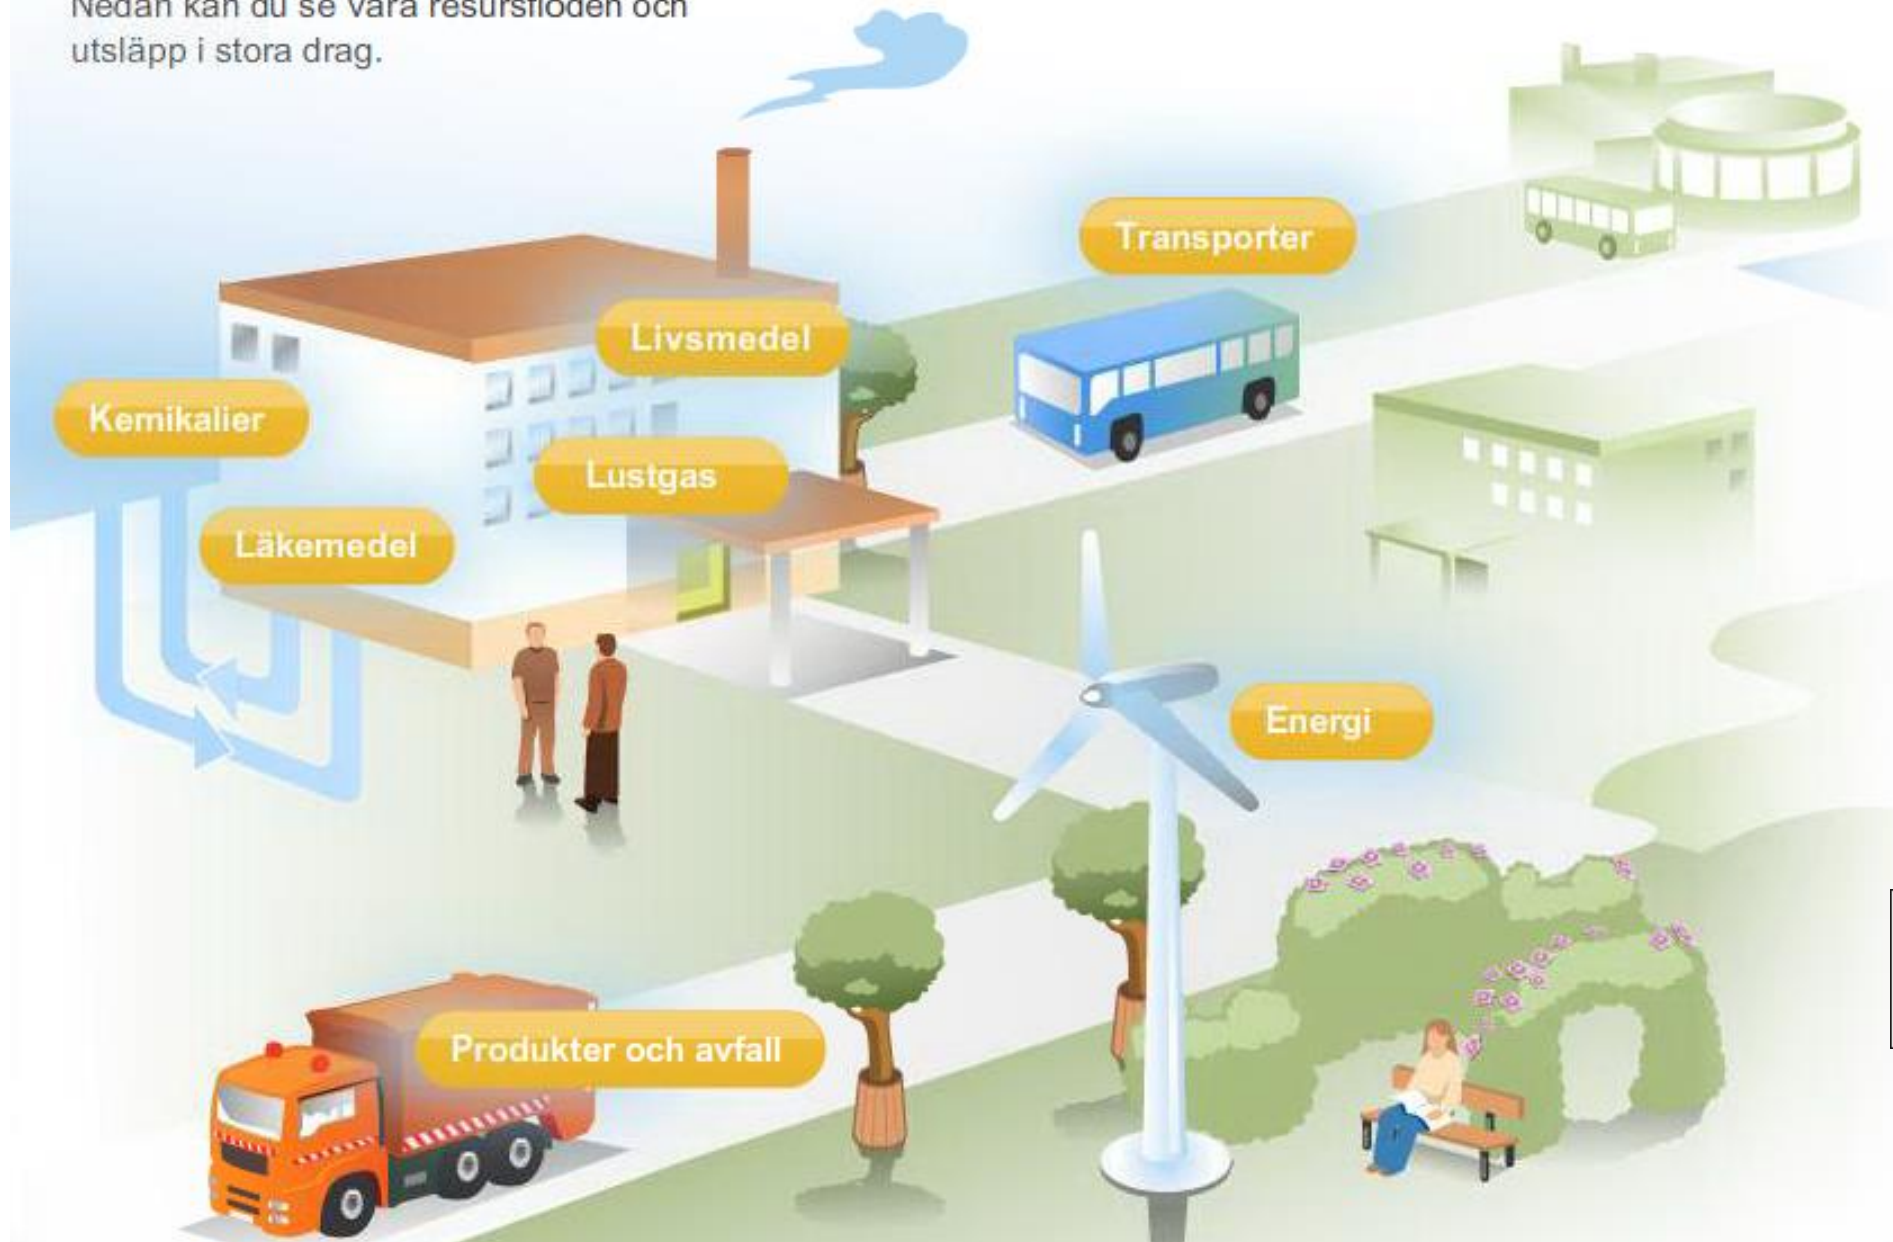 Nedan kan du se våra resursflöden och
utsläpp i stora drag.
Transporter
Livsmedel
Kemikalier
Lustgas
Läkemedel
Energi
Produkter och avfall